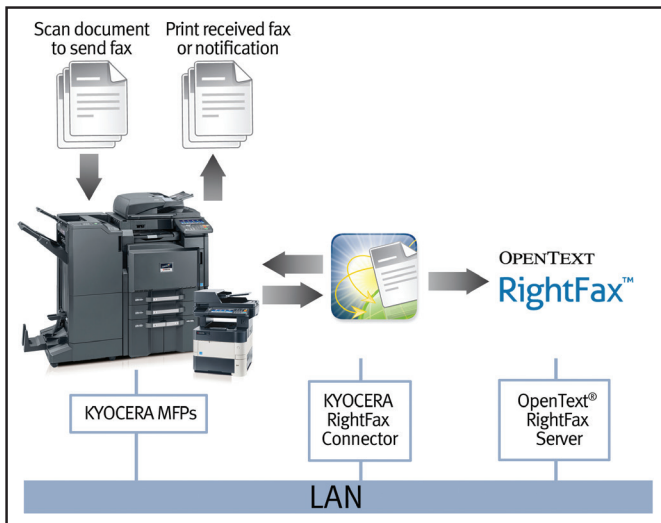 Scan document
to send fax
Print received fax
or notification
OPENTEXT
RightFax™
KYOCERA MFPs
KYOCERA
RightFax
Connector
OpenText®
RightFax
Server
LAN